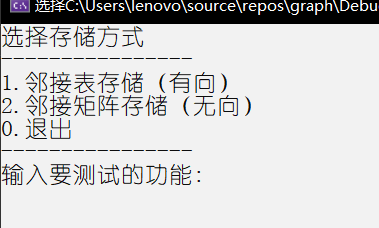 选择C:\Users\lenovo\source\repos\graph\Debu
选择存储方式
-----------------
1.邻接表存储（有向）
2.邻接矩阵存储（无向）
0.退出
-----------------
输入要测试的功能：